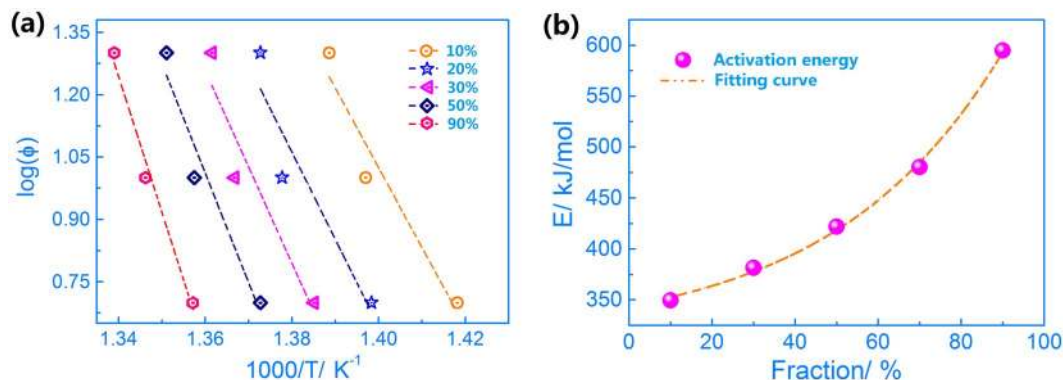 (a)
1.35
1.20
1.05
0.90
0.75
log(ϕ)
10%
20%
30%
50%
90%
1.34 1.36 1.38 1.40 1.42
1000/T/ K⁻¹
(b)
600
550
500
450
400
350
E/ kJ/mol
Activation energy
Fitting curve
0 20 40 60 80 100
Fraction/ %